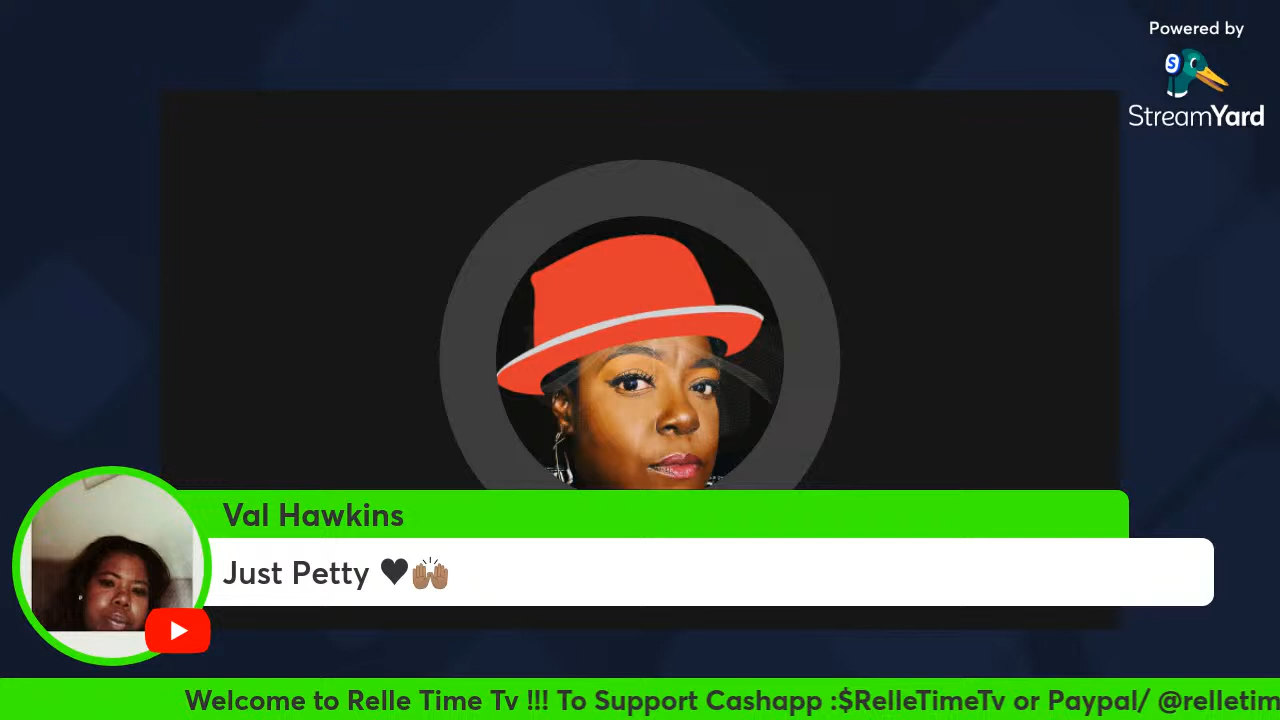 Powered by
S
StreamYard
Val Hawkins
Just Petty 🖤🙌🏽
Welcome to Relle Time Tv !!! To Support Cashapp :$RelleTimeTv or Paypal/ @relletim